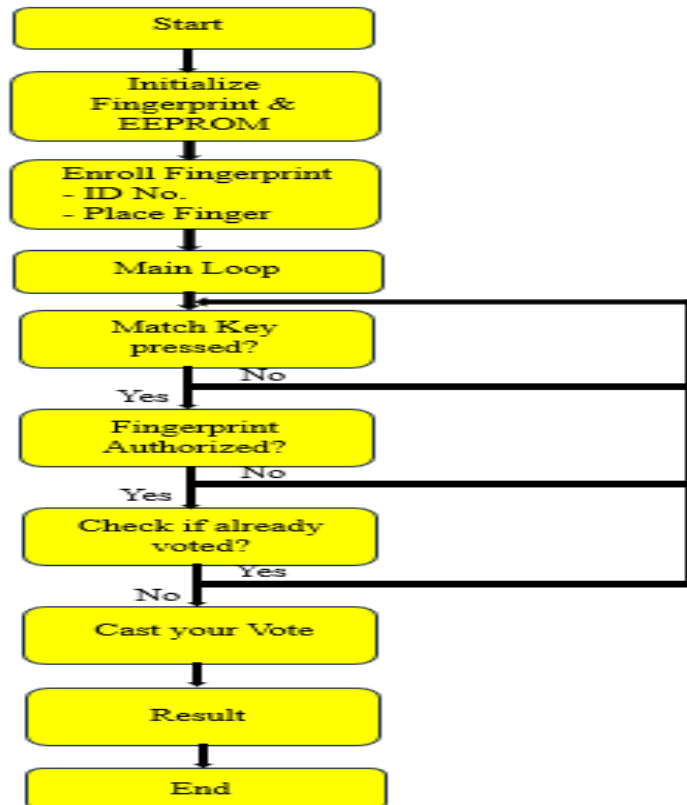 Start
Initialize
Fingerprint &
EEPROM
Enroll Fingerprint
- ID No.
- Place Finger
Main Loop
Match Key
pressed?
No
Yes
Fingerprint
Authorized?
No
Yes
Check if already
voted?
Yes
No
Cast your Vote
Result
End